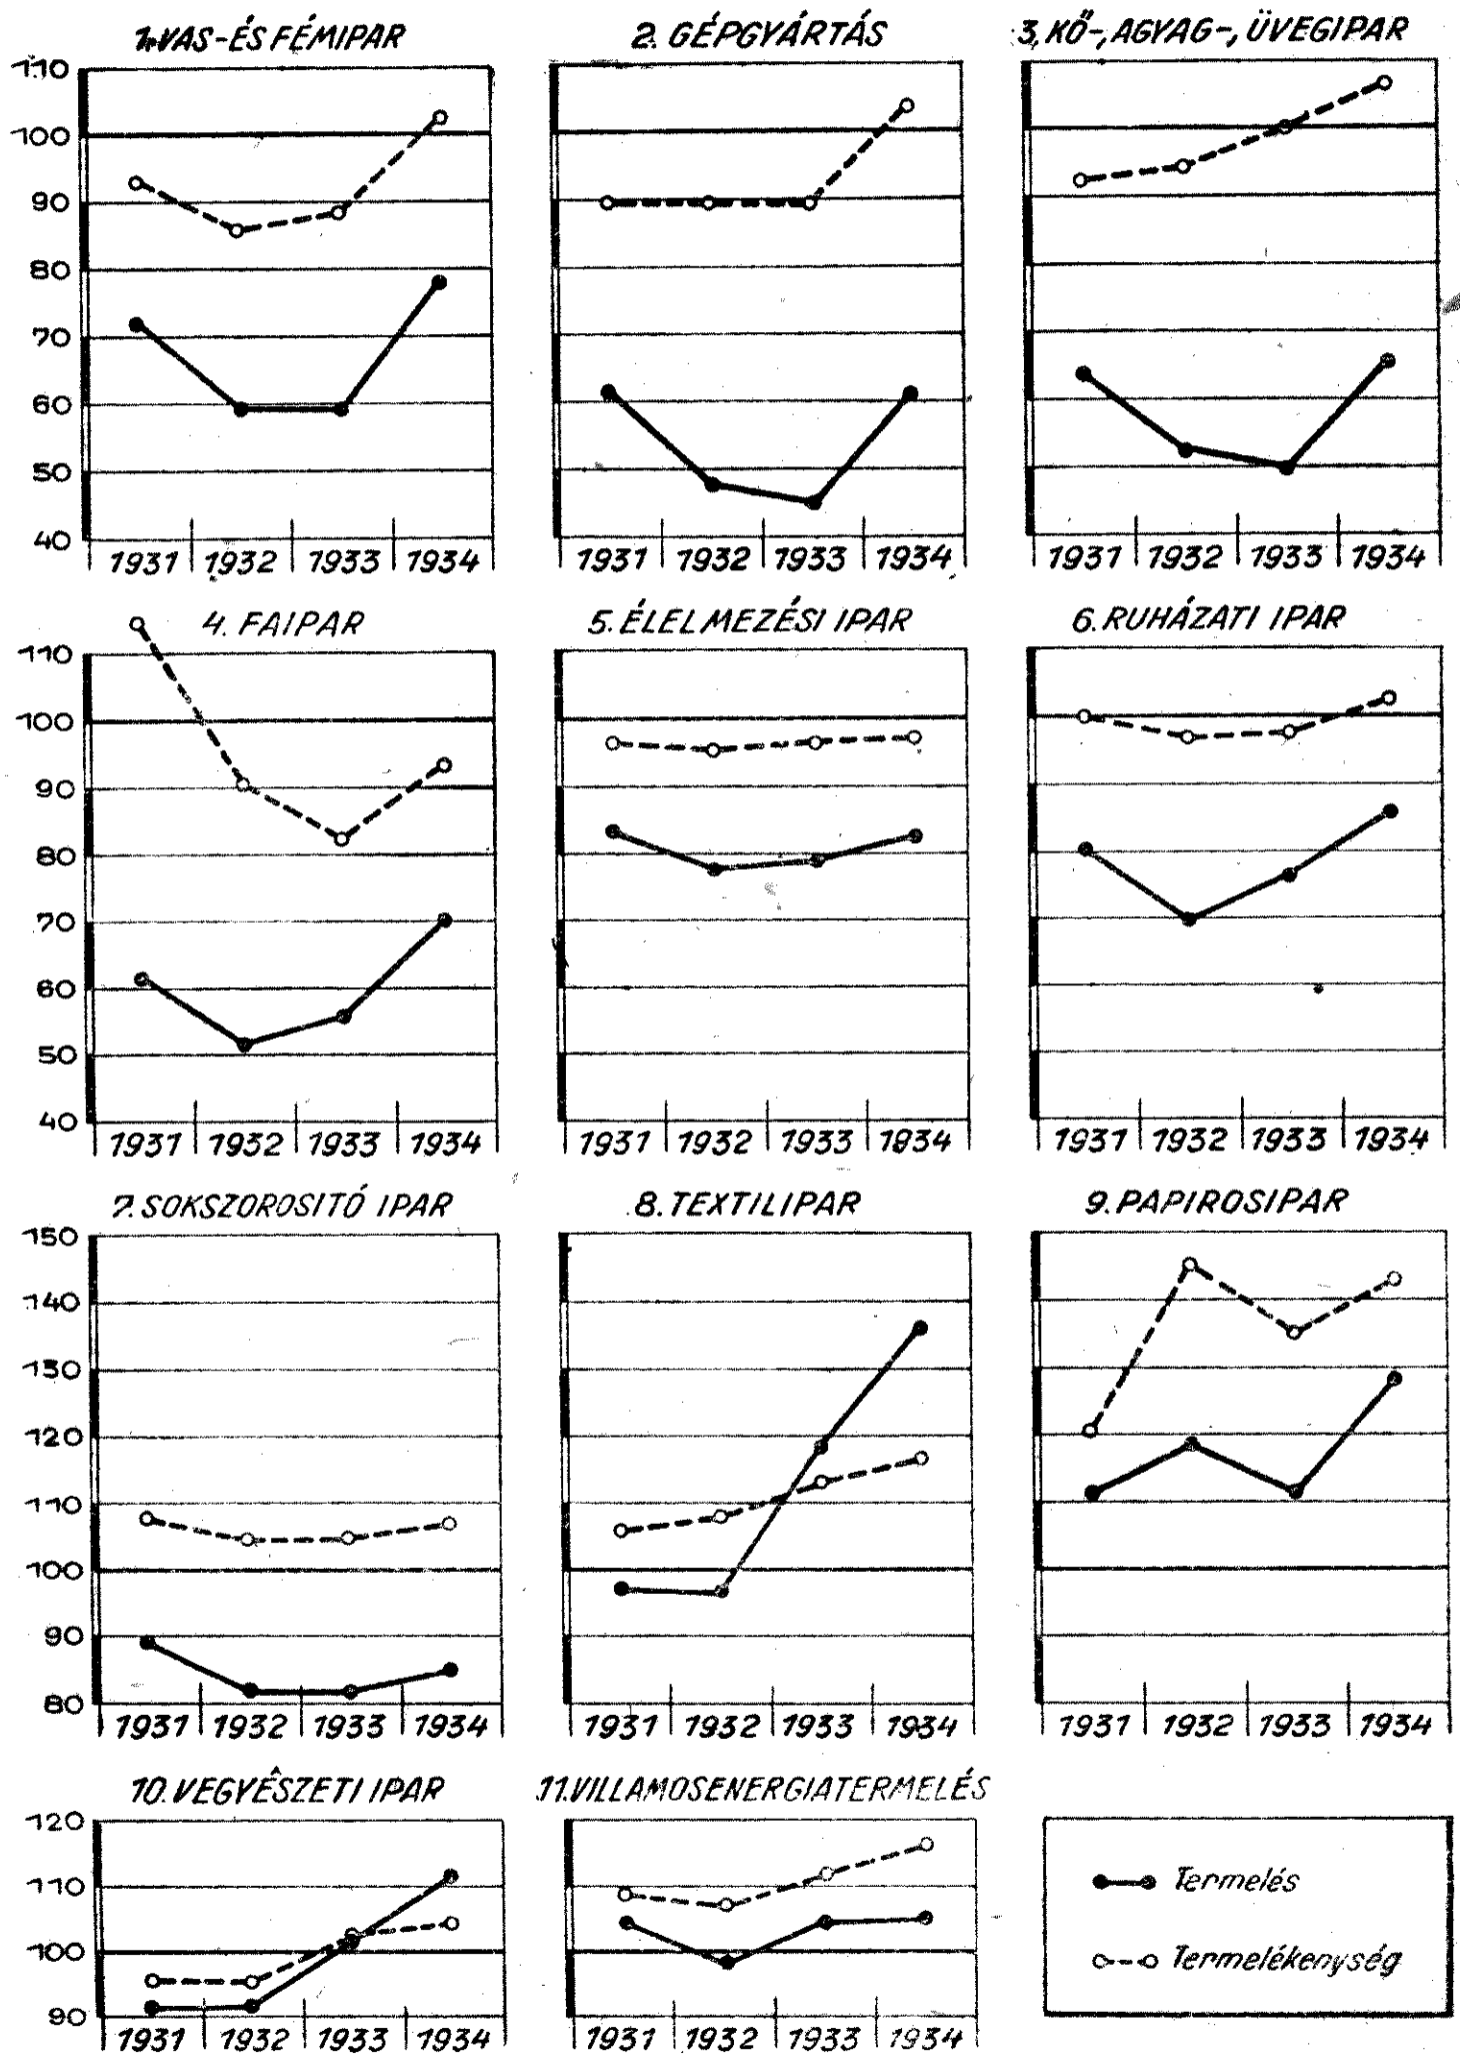 1. VAS-ÉS FÉMIPAR
2. GÉPGYÁRTÁS
3. KŐ-, AGYAG-, ÜVEGIPAR
110
100
90
80
70
60
50
40
1931 1932 1933 1934
1931 1932 1933 1934
1931 1932 1933 1934
4. FAIPAR
5. ÉLELMEZÉSI IPAR
6. RUHÁZATI IPAR
110
100
90
80
70
60
50
40
1931 1932 1933 1934
1931 1932 1933 1934
1931 1932 1933 1934
7. SOKSZOROSITÓ IPAR
8. TEXTILIPAR
9. PAPIROSIPAR
150
140
130
120
110
100
90
80
1931 1932 1933 1934
1931 1932 1933 1934
1931 1932 1933 1934
10. VEGYÉSZETI IPAR
11. VILLAMOSENERGIATERMELÉS
120
110
100
90
1931 1932 1933 1934
1931 1932 1933 1934
Termelés
Termelékenység